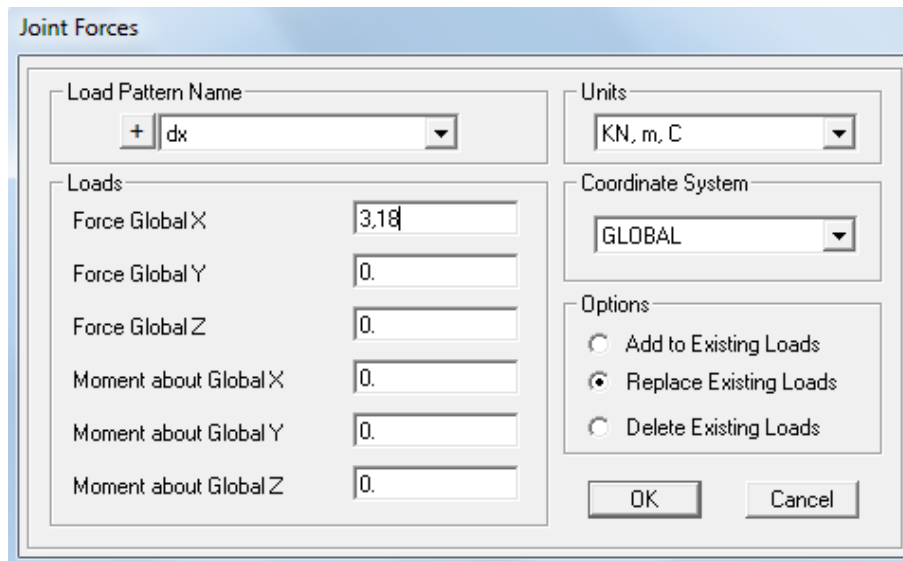 Joint Forces
Load Pattern Name
+ dx
Units
KN, m, C
Loads
Force Global X 3,18
Force Global Y 0.
Force Global Z 0.
Moment about Global X 0.
Moment about Global Y 0.
Moment about Global Z 0.
Coordinate System
GLOBAL
Options
Add to Existing Loads
Replace Existing Loads
Delete Existing Loads
OK Cancel